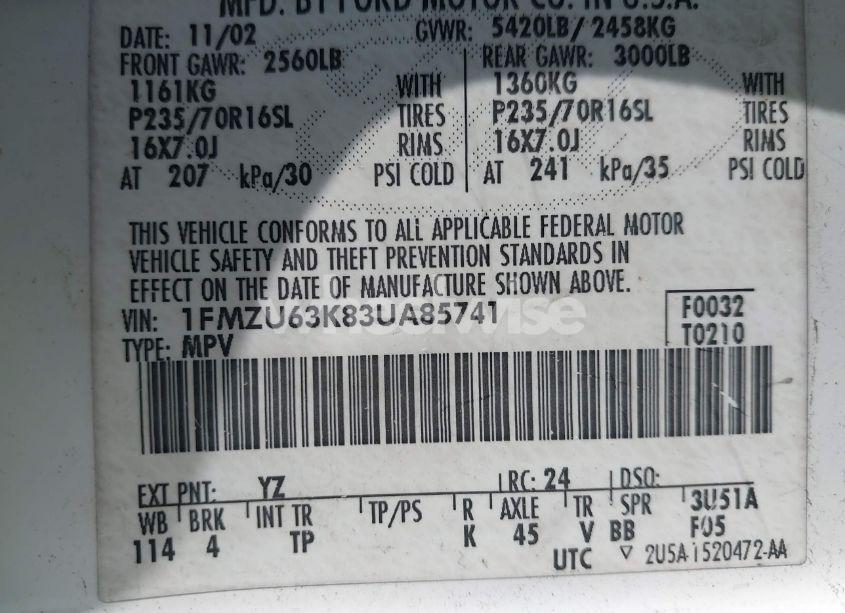 MFD. BY FORD MOTOR CO. IN U.S.A.
DATE: 11/02 GVWR: 5420LB/ 2458KG
FRONT GAWR: 2560LB REAR GAWR: 3000LB
1161KG WITH 1360KG WITH
P235/70R16SL TIRES P235/70R16SL TIRES
16X7.0J RIMS 16X7.0J RIMS
AT 207 kPa/30 PSI COLD AT 241 kPa/35 PSI COLD
THIS VEHICLE CONFORMS TO ALL APPLICABLE FEDERAL MOTOR
VEHICLE SAFETY AND THEFT PREVENTION STANDARDS IN
EFFECT ON THE DATE OF MANUFACTURE SHOWN ABOVE.
VIN: 1FMZU63K83UA85741 F0032
TYPE: MPV T0210
EXT PNT: YZ RC: 24 DSO:
WB BRK INT TR TP/PS R AXLE TR SPR 3U51A
114 4 TP K 45 V BB F05
UTC ▽ 2U5A-1520472-AA